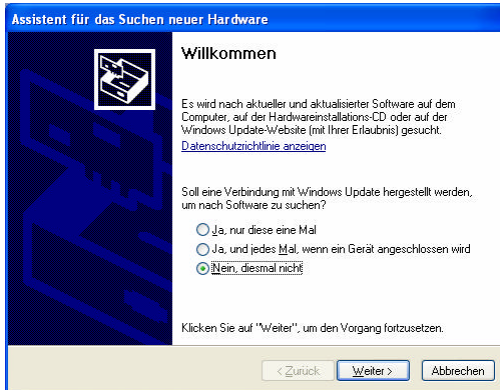 Assistent für das Suchen neuer Hardware
Willkommen
Es wird nach aktueller und aktualisierter Software auf dem
Computer, auf der Hardwareinstallations-CD oder auf der
Windows Update-Website (mit Ihrer Erlaubnis) gesucht.
Datenschutzrichtlinie anzeigen
Soll eine Verbindung mit Windows Update hergestellt werden,
um nach Software zu suchen?
Ja, nur diese eine Mal
Ja, und jedes Mal, wenn ein Gerät angeschlossen wird
Nein, diesmal nicht
Klicken Sie auf "Weiter", um den Vorgang fortzusetzen.
< Zurück Weiter > Abbrechen